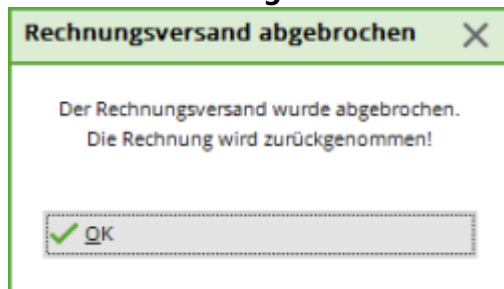 Rechnungsversand abgebrochen
Der Rechnungsversand wurde abgebrochen.
Die Rechnung wird zurückgenommen!
OK